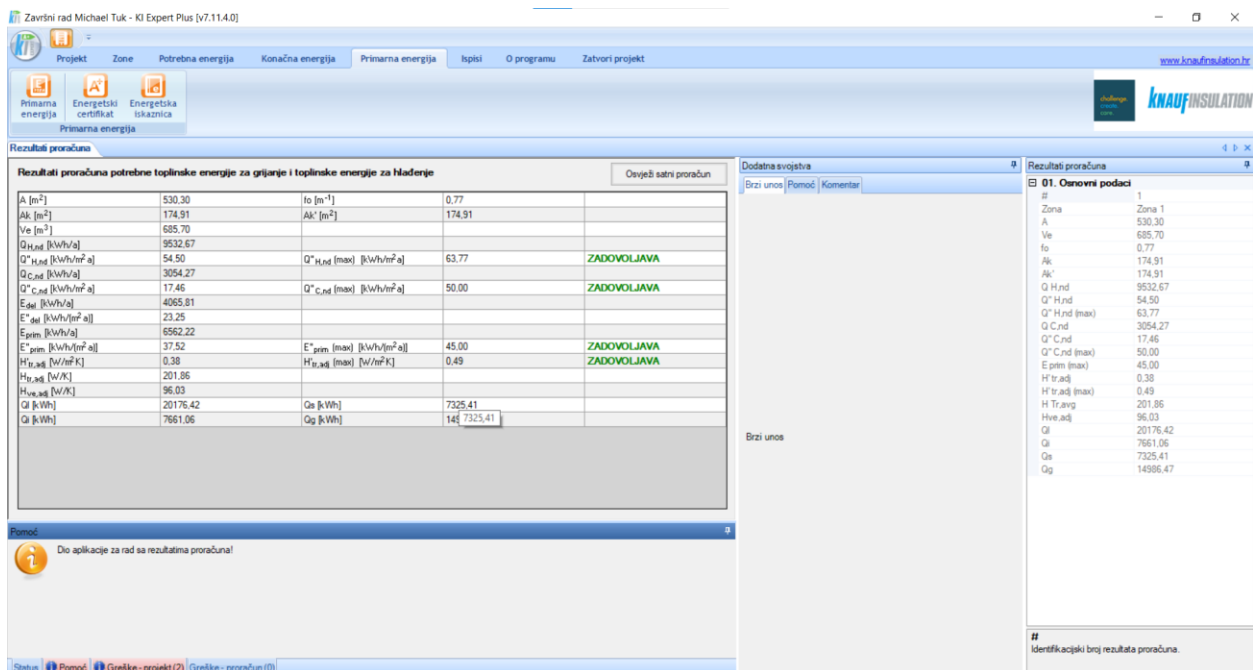 Završni rad Michael Tuk - KI Expert Plus [v7.11.4.0]
Projekt Zone Potrebna energija Konačna energija Primarna energija Ispisi O programu Zatvori projekt
www.knaufinsulation.hr
Primarna energija
Energetski certifikat
Energetska iskaznica
Primarna energija
challenge.
create.
care.
KNAUFINSULATION
Rezultati proračuna
Rezultati proračuna potrebne toplinske energije za grijanje i toplinske energije za hlađenje
Osvježi satni proračun
A [m²] 530,30 fo [m⁻¹] 0,77
Ak [m²] 174,91 Ak' [m²] 174,91
Ve [m³] 685,70
QH,nd [kWh/a] 9532,67
Q"H,nd [kWh/m² a] 54,50 Q"H,nd (max) [kWh/m² a] 63,77 ZADOVOLJAVA
QC,nd [kWh/a] 3054,27
Q"C,nd [kWh/m² a] 17,46 Q"C,nd (max) [kWh/m² a] 50,00 ZADOVOLJAVA
Edel [kWh/a] 4065,81
E"del [kWh/(m² a)] 23,25
Eprim [kWh/a] 6562,22
E"prim [kWh/(m² a)] 37,52 E"prim (max) [kWh/(m² a)] 45,00 ZADOVOLJAVA
H'tr,adj [W/m² K] 0,38 H'tr,adj (max) [W/m² K] 0,49 ZADOVOLJAVA
Htr,adj [W/K] 201,86
Hve,adj [W/K] 96,03
Ql [kWh] 20176,42 Qs [kWh] 7325,41
Qi [kWh] 7661,06 Qg [kWh] 149
7325,41
Pomoć
Dio aplikacije za rad sa rezultatima proračuna!
Status Pomoć Greške - projekt (2) Greške - proračun (0)
Dodatna svojstva
Brzi unos Pomoć Komentar
Brzi unos
Rezultati proračuna
01. Osnovni podaci
# 1
Zona Zona 1
A 530,30
Ve 685,70
fo 0,77
Ak 174,91
Ak' 174,91
Q H,nd 9532,67
Q" H,nd 54,50
Q" H,nd (max) 63,77
Q C,nd 3054,27
Q" C,nd 17,46
Q" C,nd (max) 50,00
E prim (max) 45,00
H' tr,adj 0,38
H' tr,adj (max) 0,49
H Tr,avg 201,86
Hve,adj 96,03
Ql 20176,42
Qi 7661,06
Qs 7325,41
Qg 14986,47
#
Identifikacijski broj rezultata proračuna.